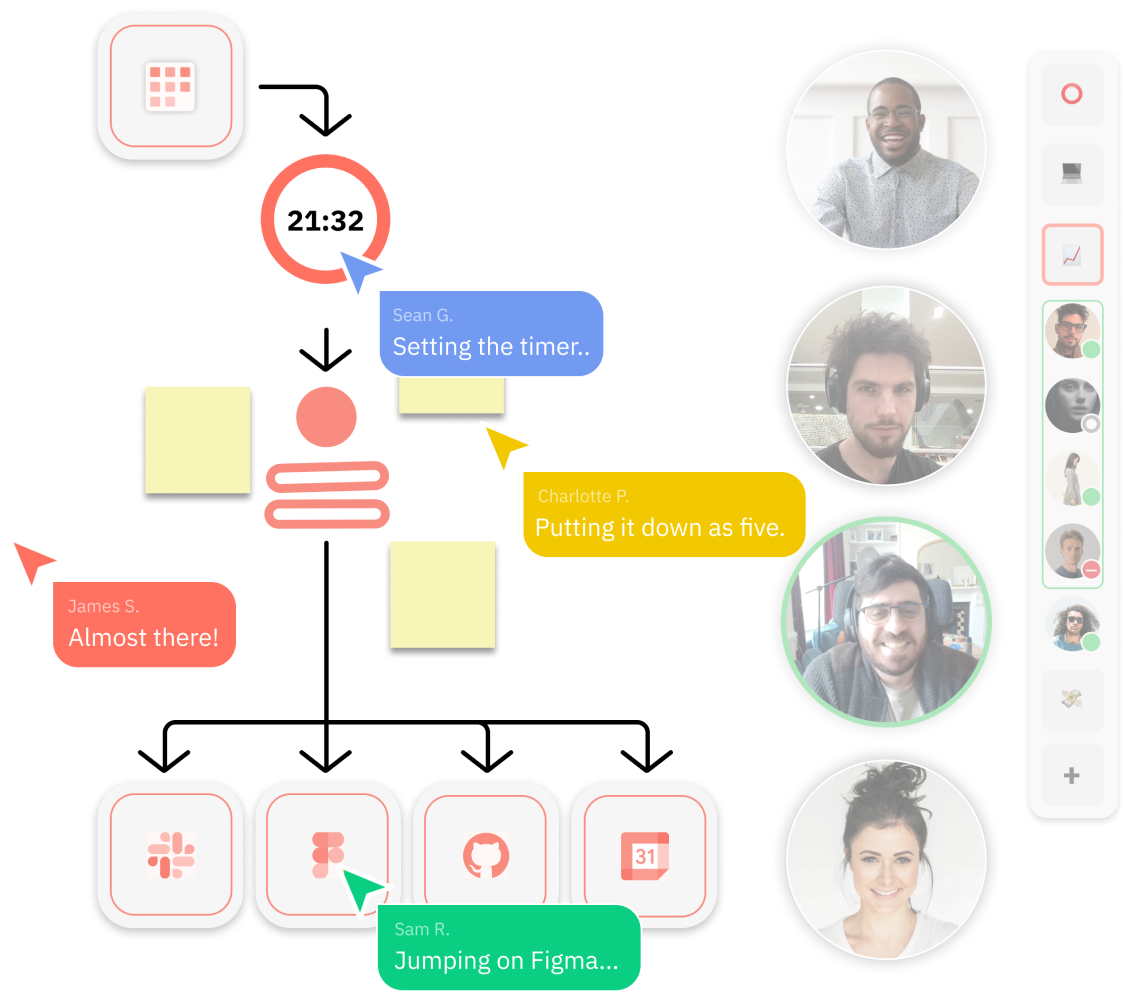 21:32
Sean G.
Setting the timer..
Charlotte P.
Putting it down as five.
James S.
Almost there!
31
Sam R.
Jumping on Figma...